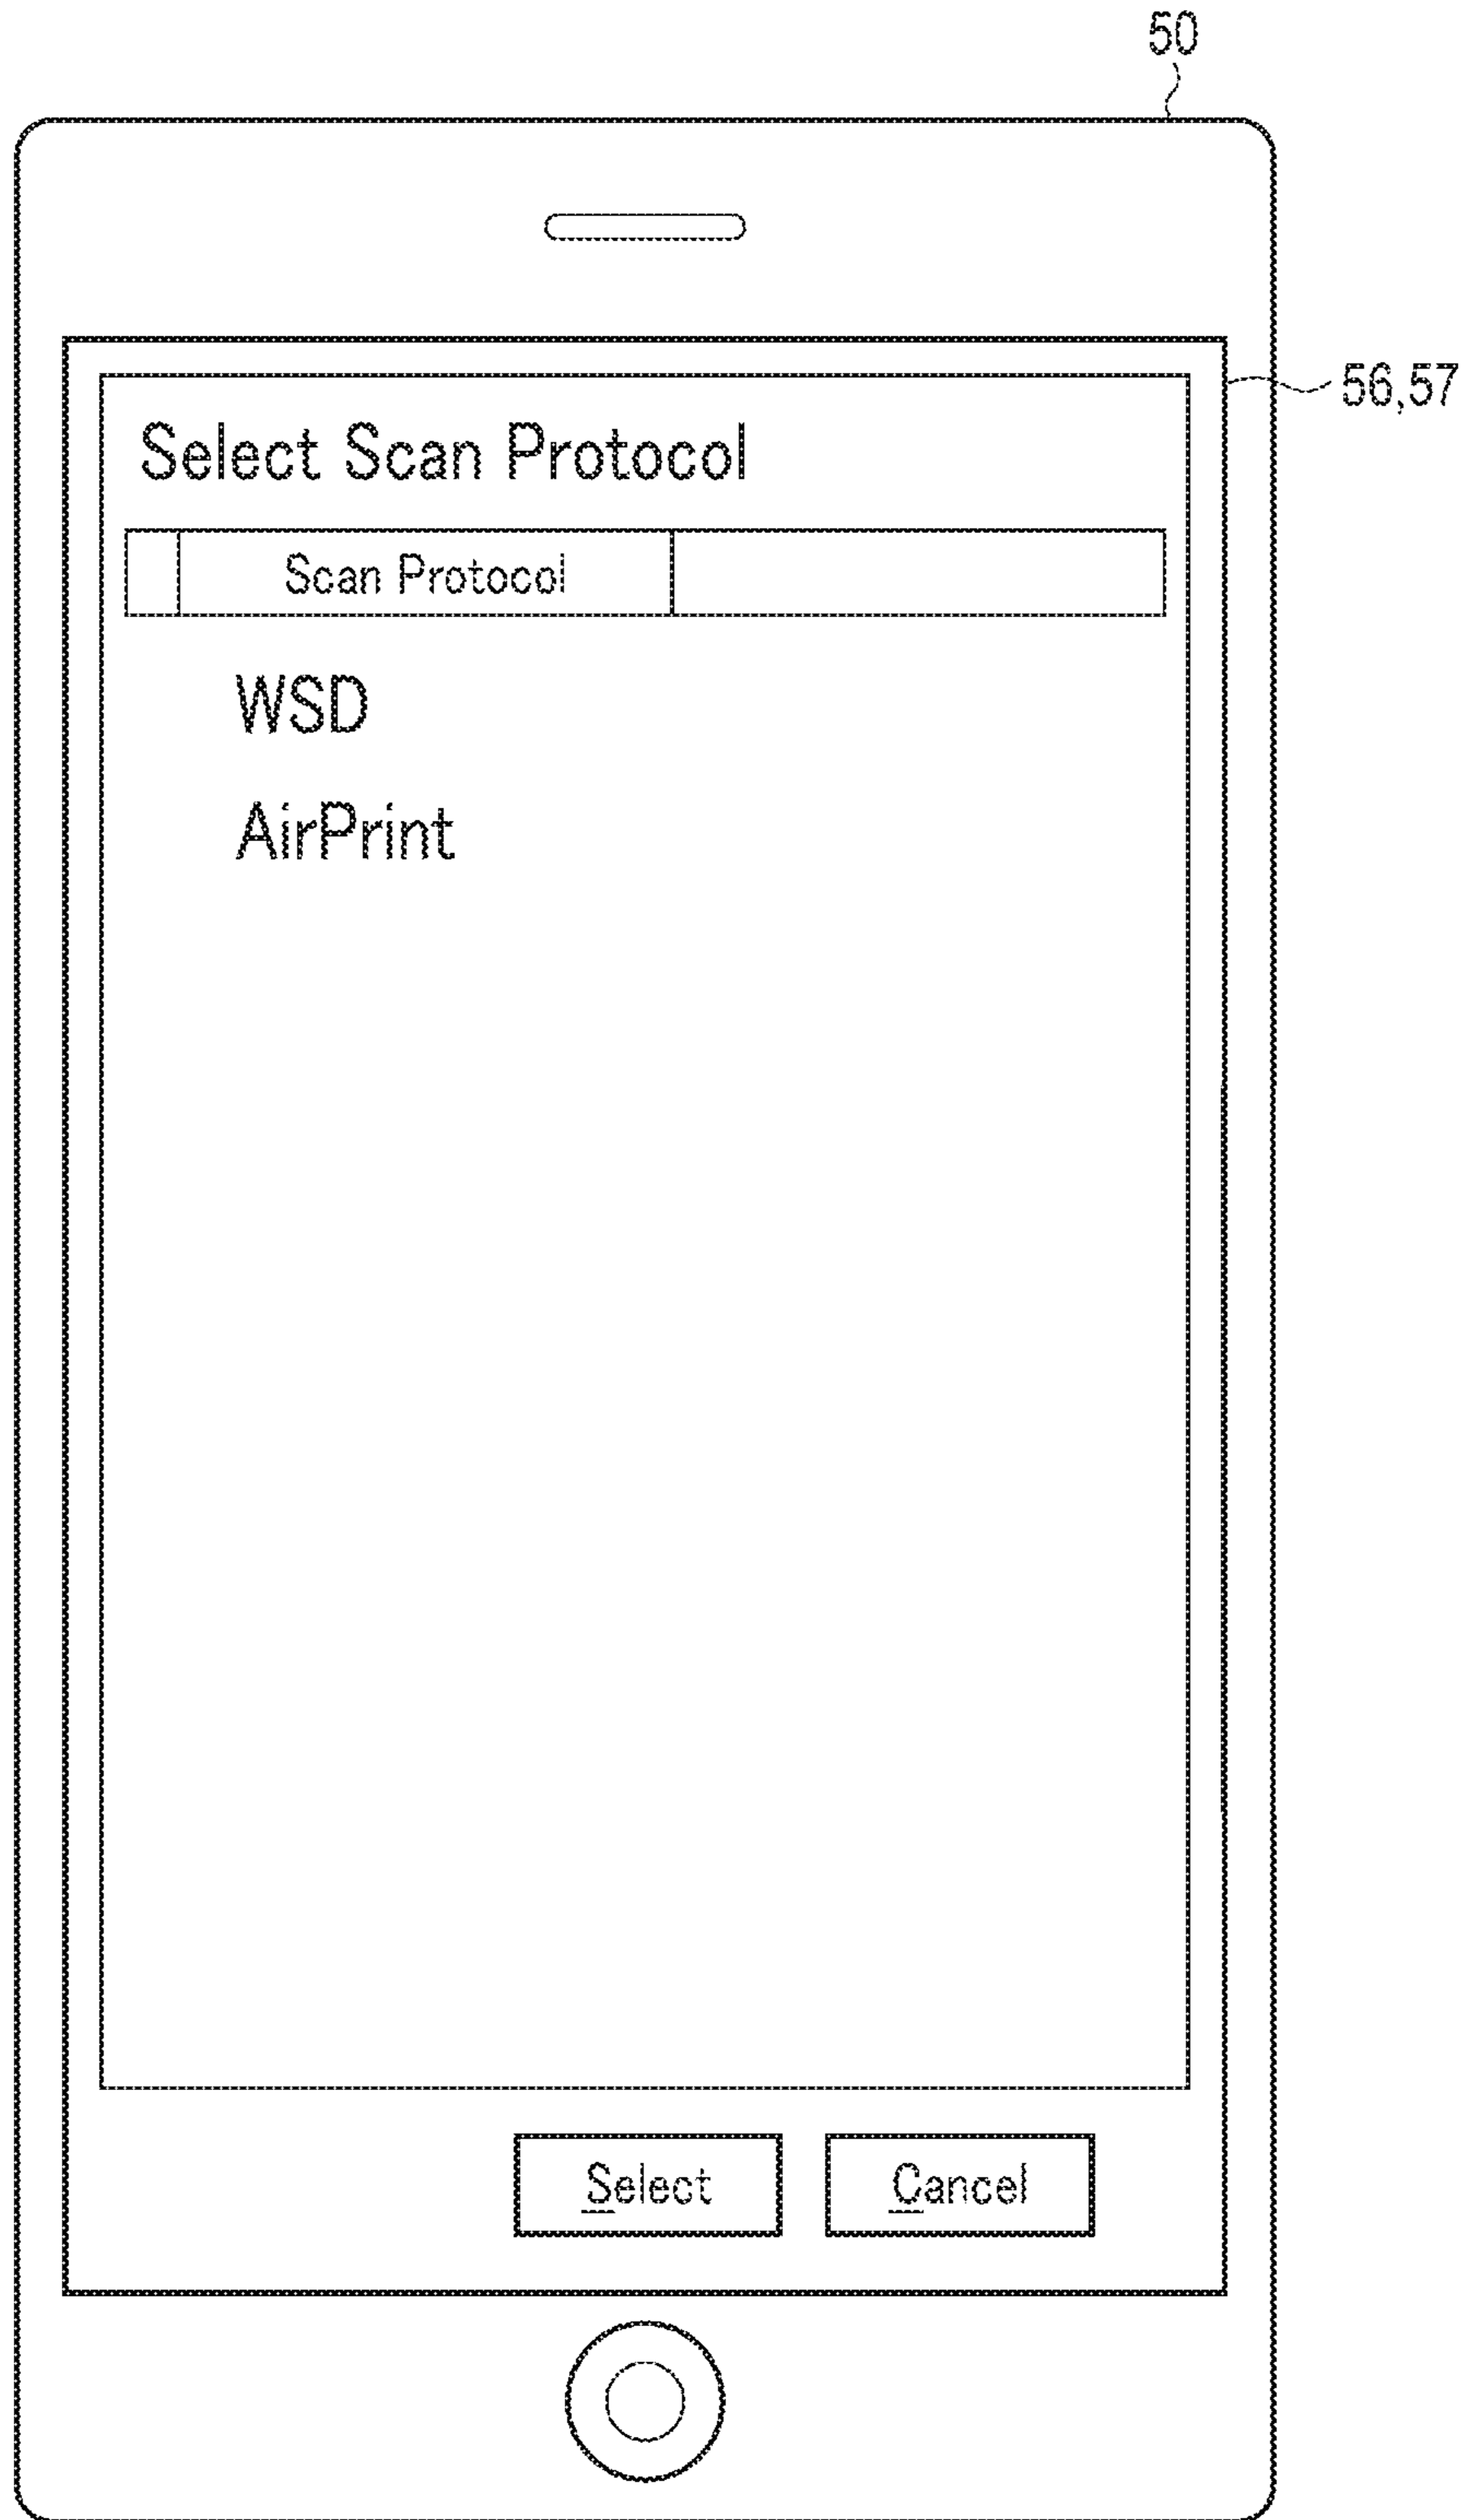 50
56,57
Select Scan Protocol
Scan Protocol
WSD
AirPrint
Select Cancel